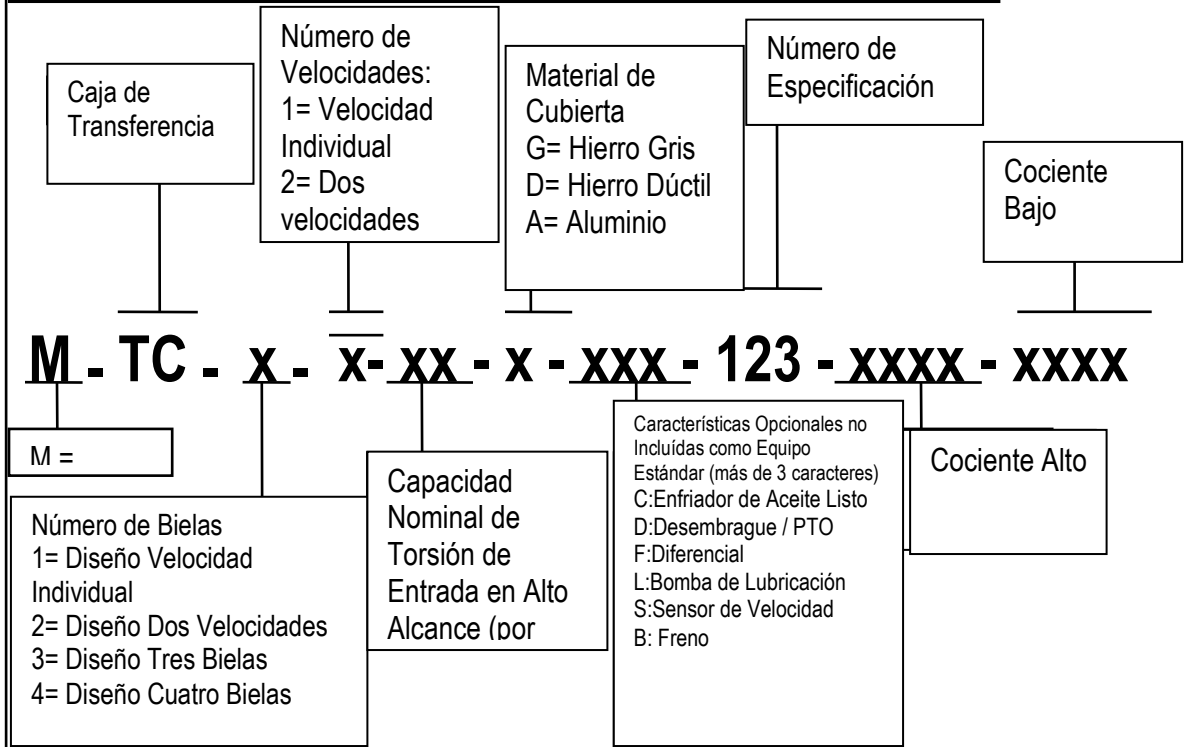 Caja de
Transferencia
Número de
Velocidades:
1= Velocidad
Individual
2= Dos
velocidades
Material de
Cubierta
G= Hierro Gris
D= Hierro Dúctil
A= Aluminio
Número de
Especificación
Cociente
Bajo
M - TC - x - x- xx - x - xxx - 123 - xxxx - xxxx
M =
Número de Bielas
1= Diseño Velocidad
Individual
2= Diseño Dos Velocidades
3= Diseño Tres Bielas
4= Diseño Cuatro Bielas
Capacidad
Nominal de
Torsión de
Entrada en Alto
Alcance (por
Características Opcionales no
Incluídas como Equipo
Estándar (más de 3 caracteres)
C:Enfriador de Aceite Listo
D:Desembrague / PTO
F:Diferencial
L:Bomba de Lubricación
S:Sensor de Velocidad
B: Freno
Cociente Alto